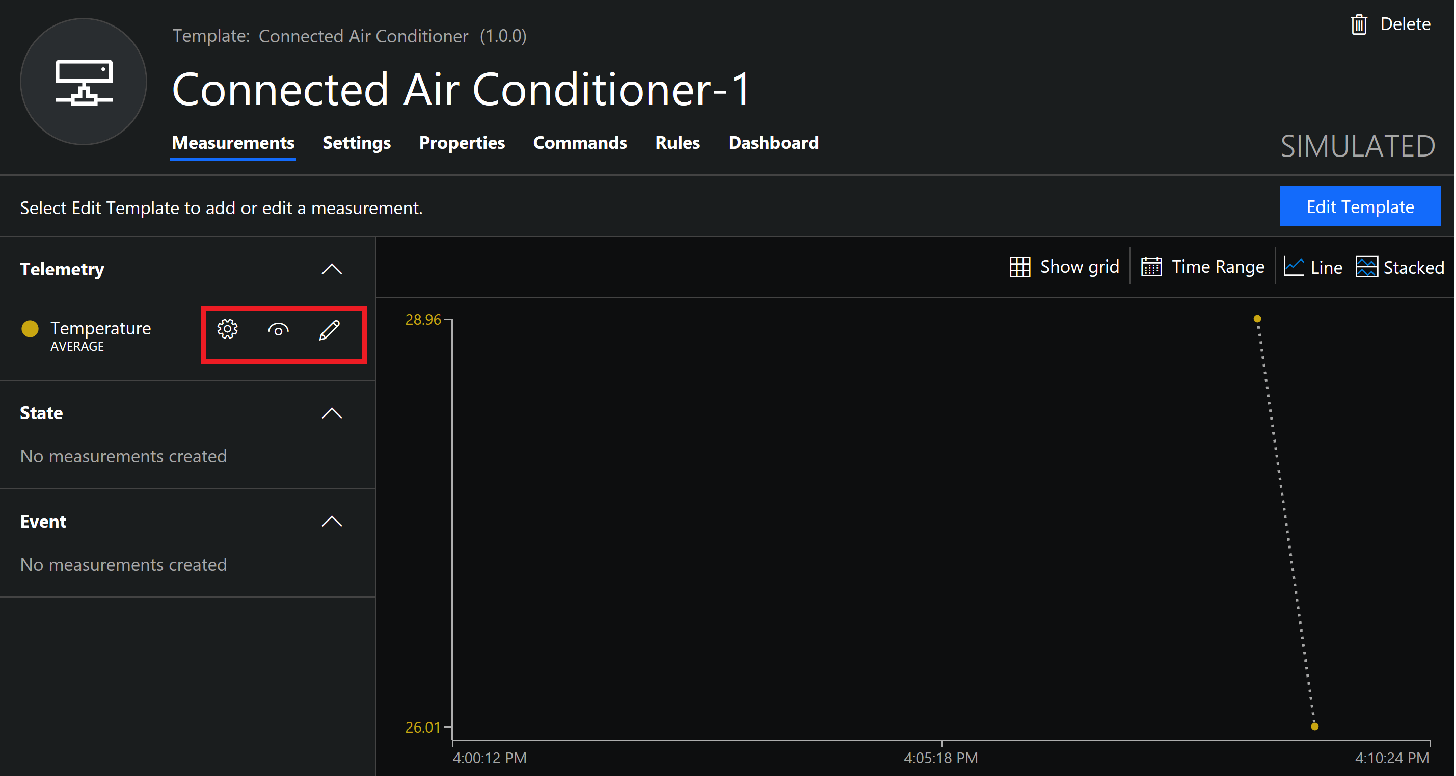 Template: Connected Air Conditioner (1.0.0)
Delete
Connected Air Conditioner-1
Measurements Settings Properties Commands Rules Dashboard
SIMULATED
Select Edit Template to add or edit a measurement.
Edit Template
Telemetry
Show grid Time Range Line Stacked
Temperature
AVERAGE
State
No measurements created
Event
No measurements created
28.96
26.01
4:00:12 PM 4:05:18 PM 4:10:24 PM